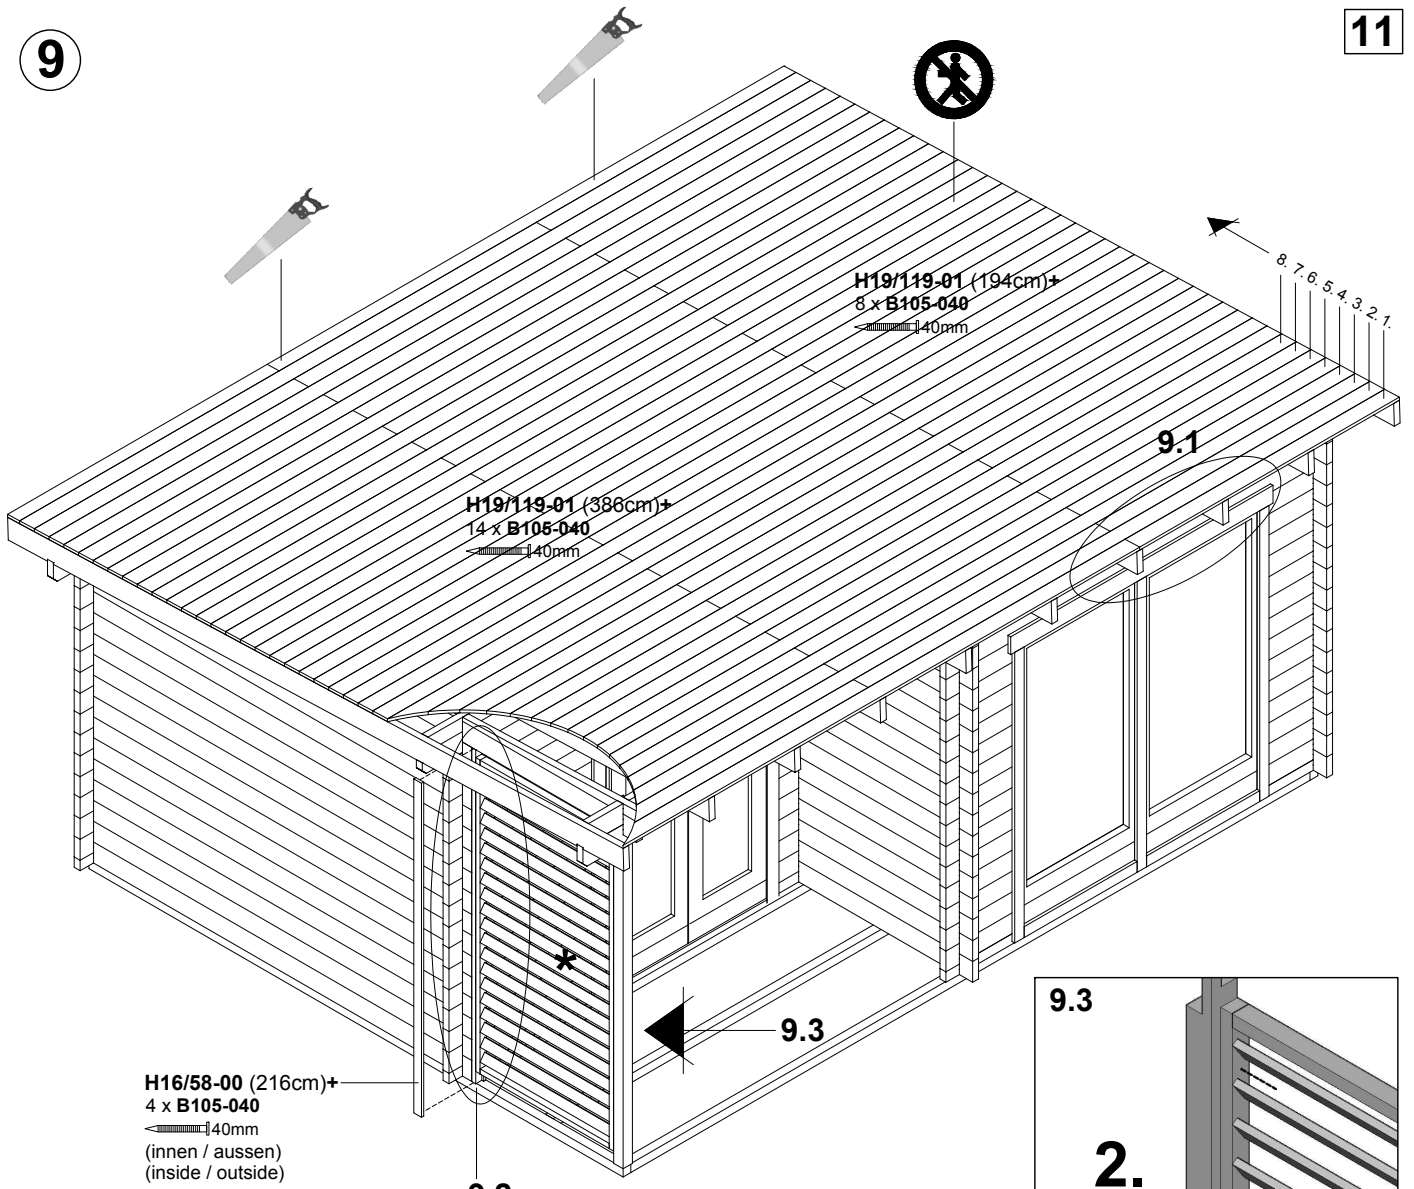 9
11
8. 7. 6. 5. 4. 3. 2. 1.
H19/119-01 (194cm)+
8 x B105-040
40mm
9.1
H19/119-01 (386cm)+
14 x B105-040
40mm
*
9.3
9.3
H16/58-00 (216cm)+
4 x B105-040
40mm
(innen / aussen)
(inside / outside)
2.